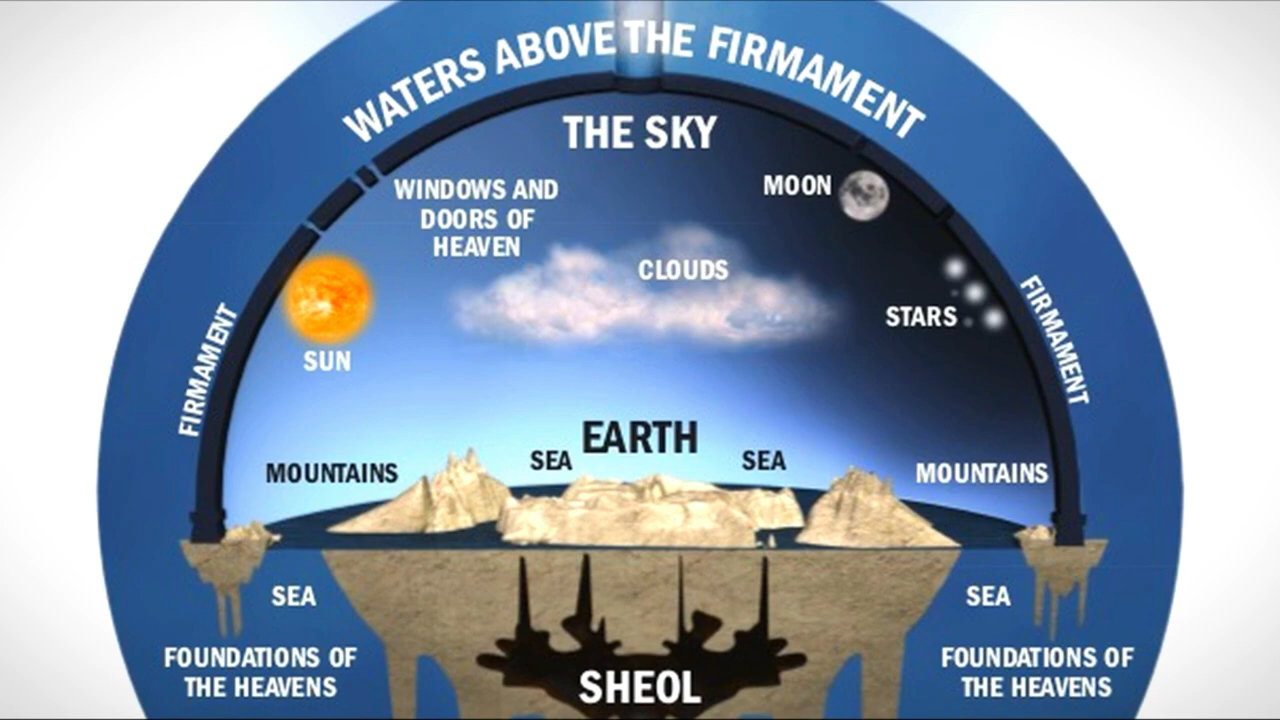 WATERS ABOVE THE FIRMAMENT
THE SKY
WINDOWS AND
DOORS OF
HEAVEN
MOON
CLOUDS
STARS
SUN
FIRMAMENT
FIRMAMENT
EARTH
MOUNTAINS
SEA
SEA
MOUNTAINS
SEA
SEA
FOUNDATIONS OF
THE HEAVENS
SHEOL
FOUNDATIONS OF
THE HEAVENS